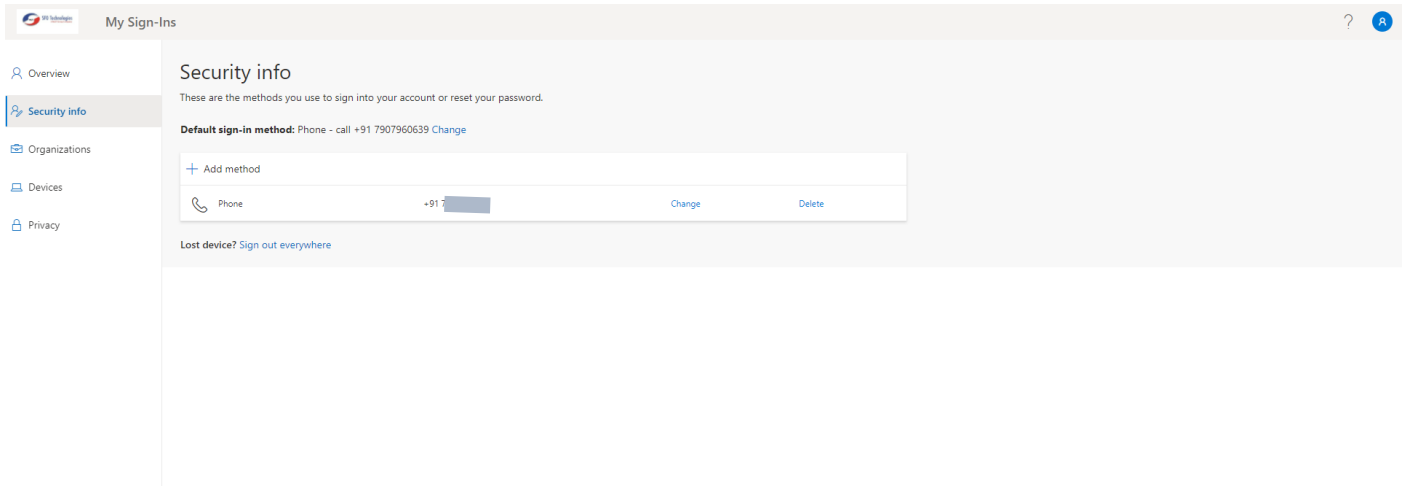 SFO Technologies
My Sign-Ins
?
R
Overview
Security info
Organizations
Devices
Privacy
Security info
These are the methods you use to sign into your account or reset your password.
Default sign-in method: Phone - call +91 7907960639 Change
+ Add method
Phone +91 7 Change Delete
Lost device? Sign out everywhere